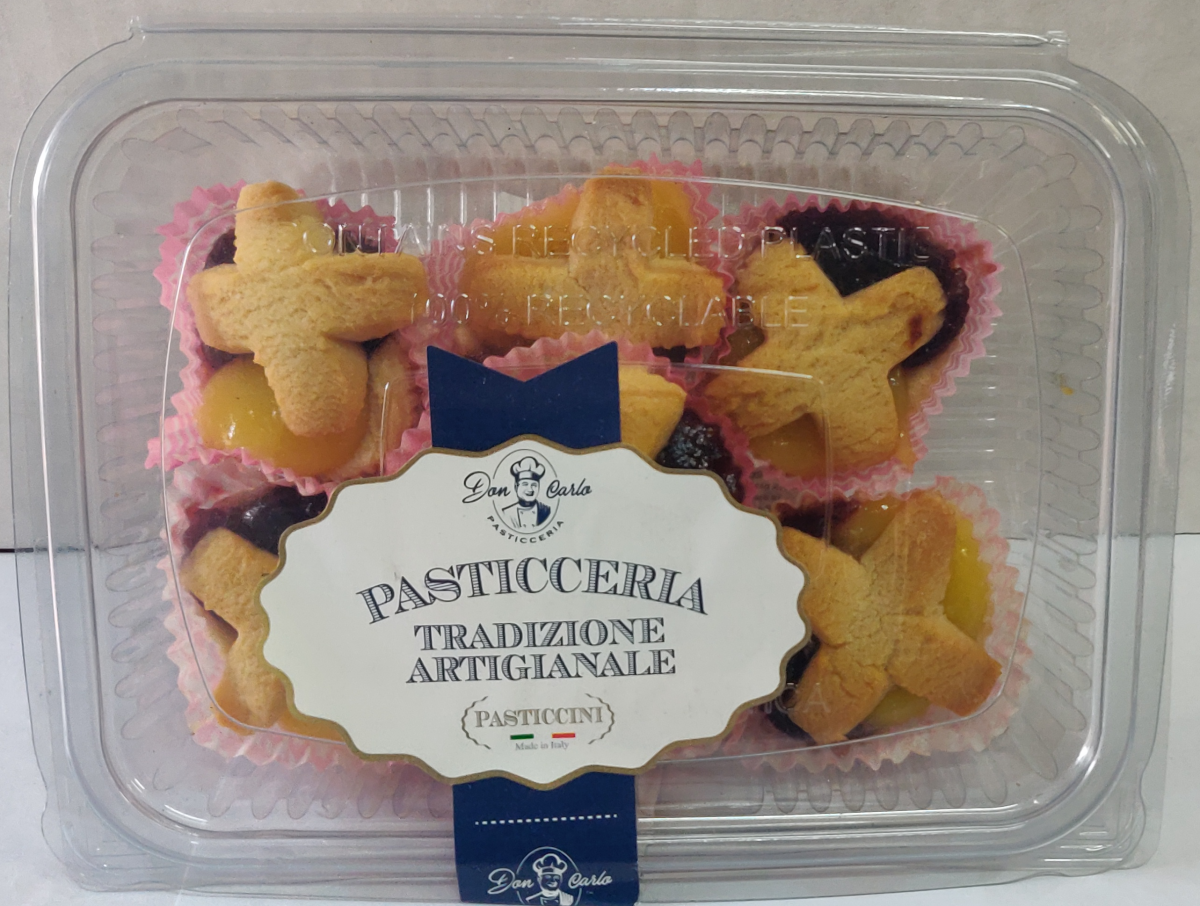 CONTAINS RECYCLED PLASTIC
100% RECYCLABLE
Don Carlo
PASTICCERIA
PASTICCERIA
TRADIZIONE
ARTIGIANALE
PASTICCINI
Made in Italy
Don Carlo